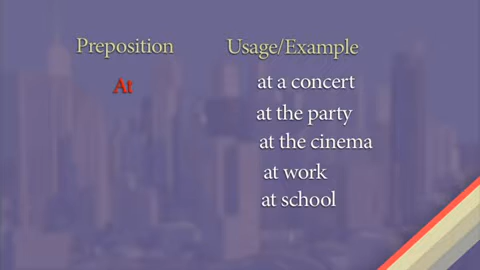 Preposition Usage/Example
At at a concert
at the party
at the cinema
at work
at school